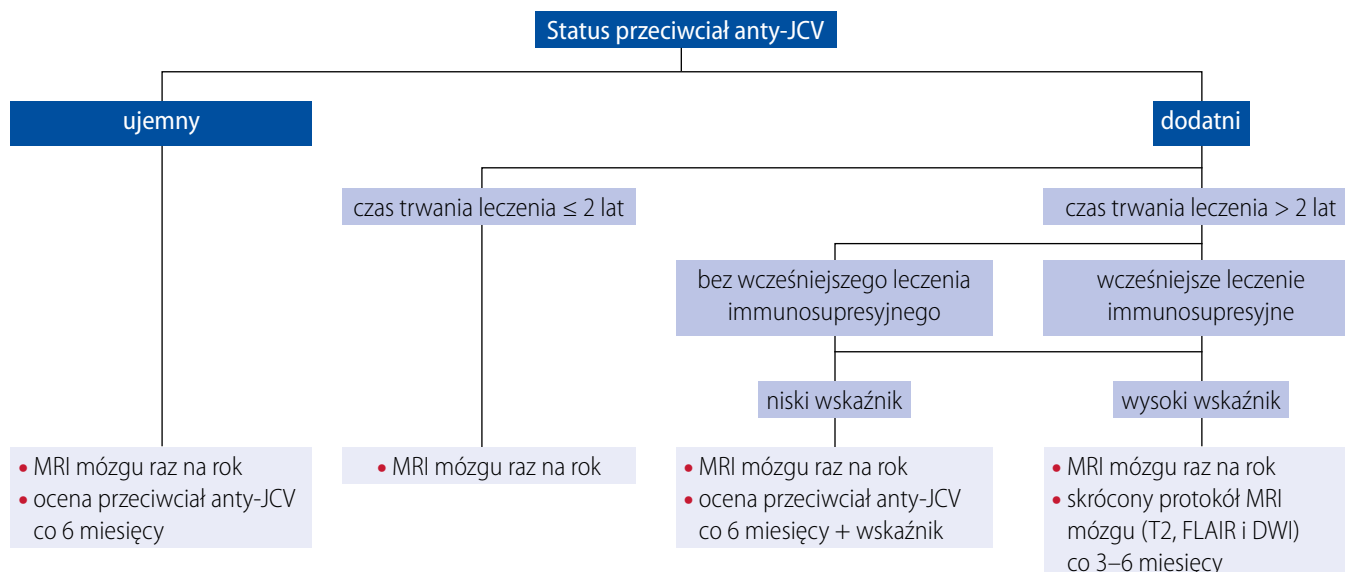 Status przeciwciał anty-JCV
ujemny
dodatni
czas trwania leczenia ≤ 2 lat
czas trwania leczenia > 2 lat
bez wcześniejszego leczenia
immunosupresyjnego
wcześniejsze leczenie
immunosupresyjne
niski wskaźnik
wysoki wskaźnik
• MRI mózgu raz na rok
• ocena przeciwciał anty-JCV
co 6 miesięcy
• MRI mózgu raz na rok
• MRI mózgu raz na rok
• ocena przeciwciał anty-JCV
co 6 miesięcy + wskaźnik
• MRI mózgu raz na rok
• skrócony protokół MRI
mózgu (T2, FLAIR i DWI)
co 3–6 miesięcy